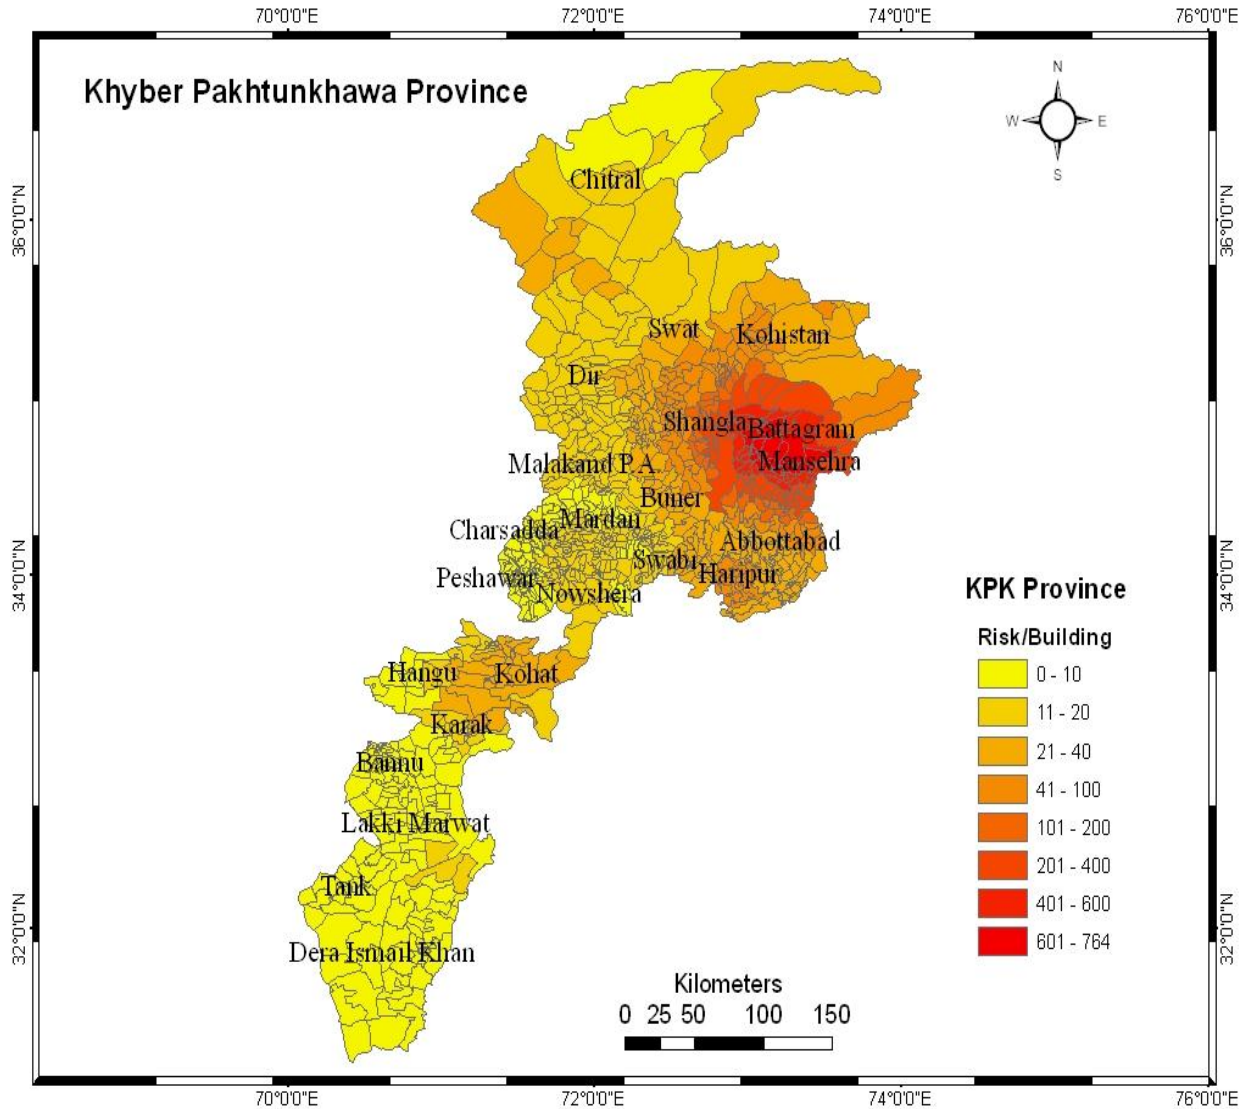 70°0'0"E 72°0'0"E 74°0'0"E 76°0'0"E
Khyber Pakhtunkhawa Province
N
W E
S
Chitral
36°0'0"N 36°0'0"N
Swat
Kohistan
Dir
Shangla
Battagram
Mansehra
Malakand P.A.
Buner
Mardan
Charsadda
Abbottabad
Swabi
Haripur
Peshawar
Nowshera
34°0'0"N 34°0'0"N
KPK Province
Risk/Building
0 - 10
11 - 20
21 - 40
41 - 100
101 - 200
201 - 400
401 - 600
601 - 764
Hangu
Kohat
Karak
Bannu
Lakki Marwat
Tank
Dera Ismail Khan
32°0'0"N 32°0'0"N
Kilometers
0 25 50 100 150
70°0'0"E 72°0'0"E 74°0'0"E 76°0'0"E